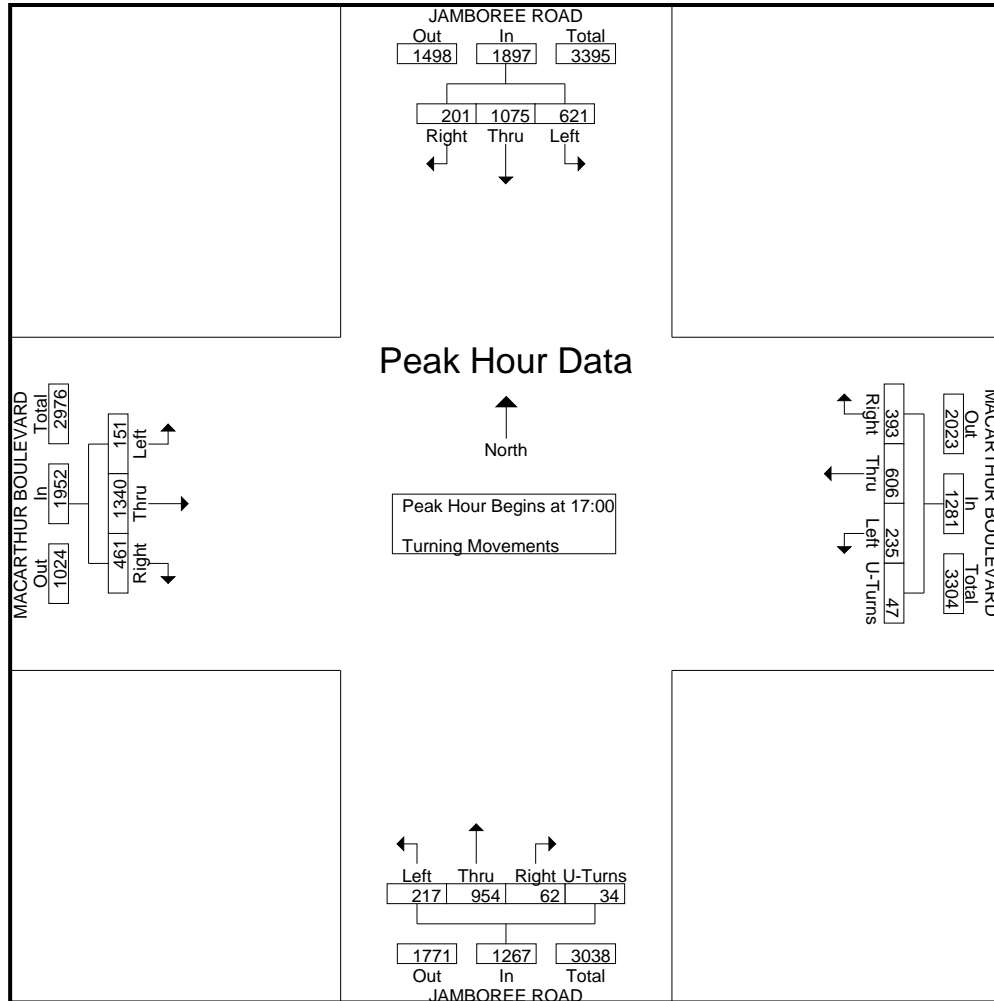 JAMBOREE ROAD
Out In Total
1498 1897 3395
201 1075 621
Right Thru Left
Peak Hour Data
North
Peak Hour Begins at 17:00
Turning Movements
MACARTHUR BOULEVARD
Out In Total
1024 1952 2976
461 1340 151
Right Thru Left
MACARTHUR BOULEVARD
Out In Total
2023 1281 3304
393 606 235 47
Right Thru Left U-Turns
Left Thru Right U-Turns
217 954 62 34
1771 1267 3038
Out In Total
JAMBOREE ROAD